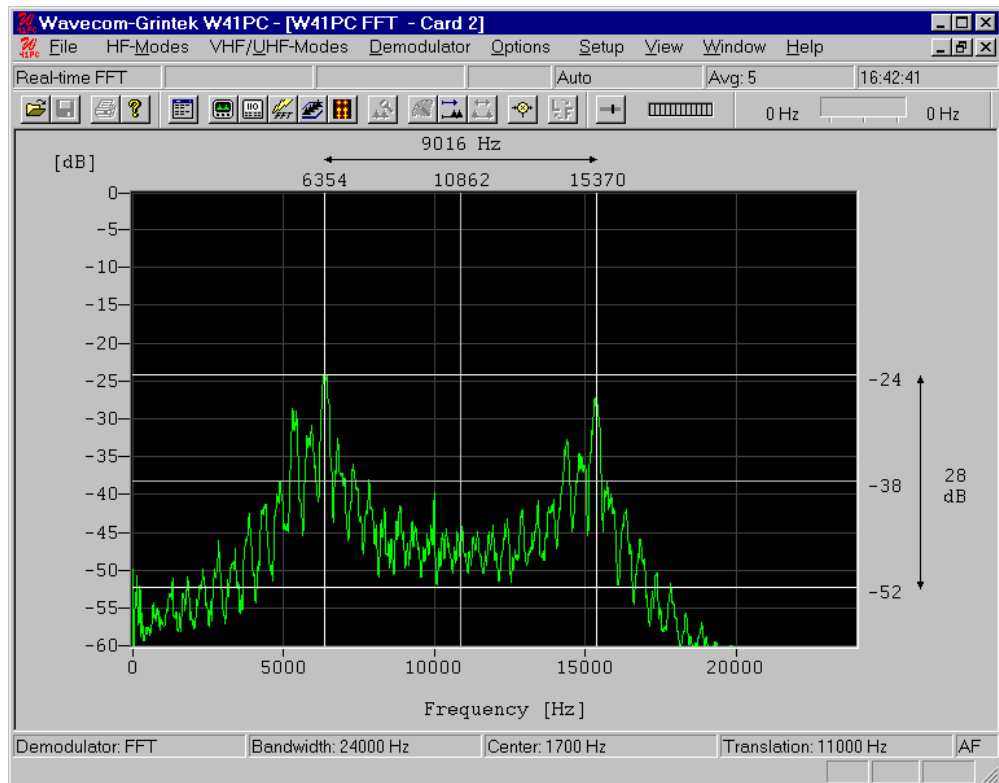 Wavecom-Grintek W41PC - [W41PC FFT - Card 2]
File HF-Modes VHF/UHF-Modes Demodulator Options Setup View Window Help
Real-time FFT Auto Avg: 5 16:42:41
0 Hz 0 Hz
9016 Hz
[dB]
6354 10862 15370
0
-5
-10
-15
-20
-25 -24
-30
-35
-40 -38 28 dB
-45
-50
-55 -52
-60
0 5000 10000 15000 20000
Frequency [Hz]
Demodulator: FFT Bandwidth: 24000 Hz Center: 1700 Hz Translation: 11000 Hz AF